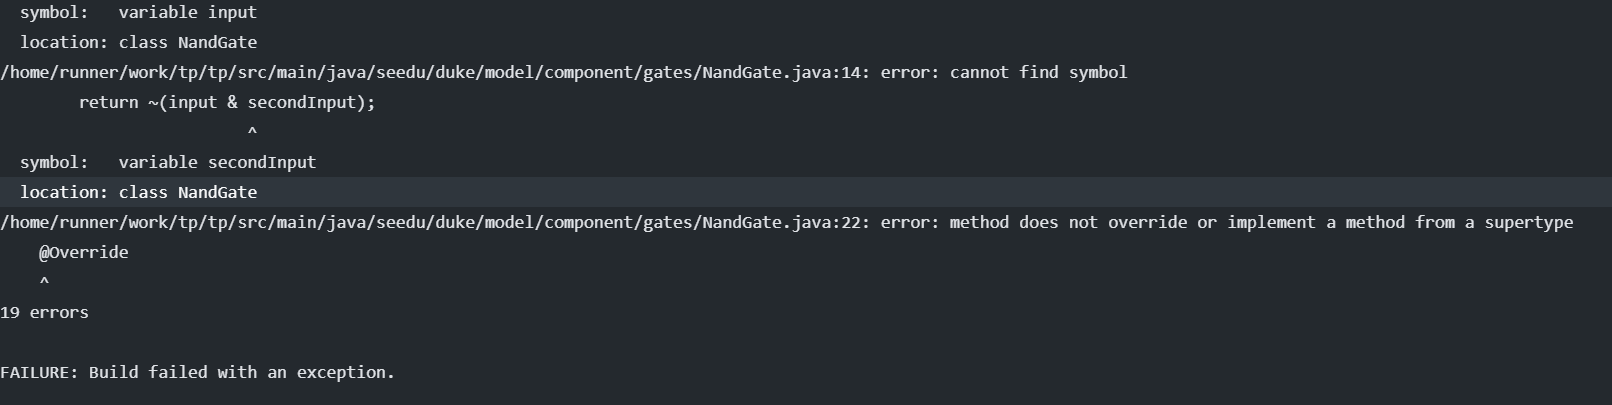 symbol:   variable input
location: class NandGate
/home/runner/work/tp/tp/src/main/java/seedu/duke/model/component/gates/NandGate.java:14: error: cannot find symbol
return ~(input & secondInput);
^
symbol:   variable secondInput
location: class NandGate
/home/runner/work/tp/tp/src/main/java/seedu/duke/model/component/gates/NandGate.java:22: error: method does not override or implement a method from a supertype
@Override
^
19 errors
FAILURE: Build failed with an exception.